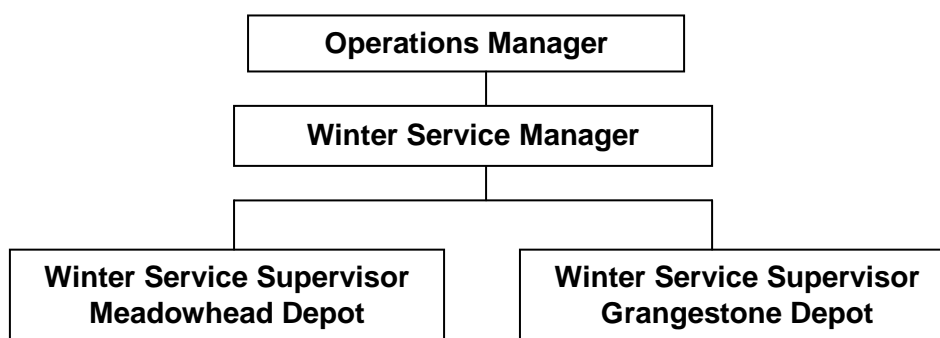 Operations Manager
Winter Service Manager
Winter Service Supervisor
Meadowhead Depot
Winter Service Supervisor
Grangestone Depot